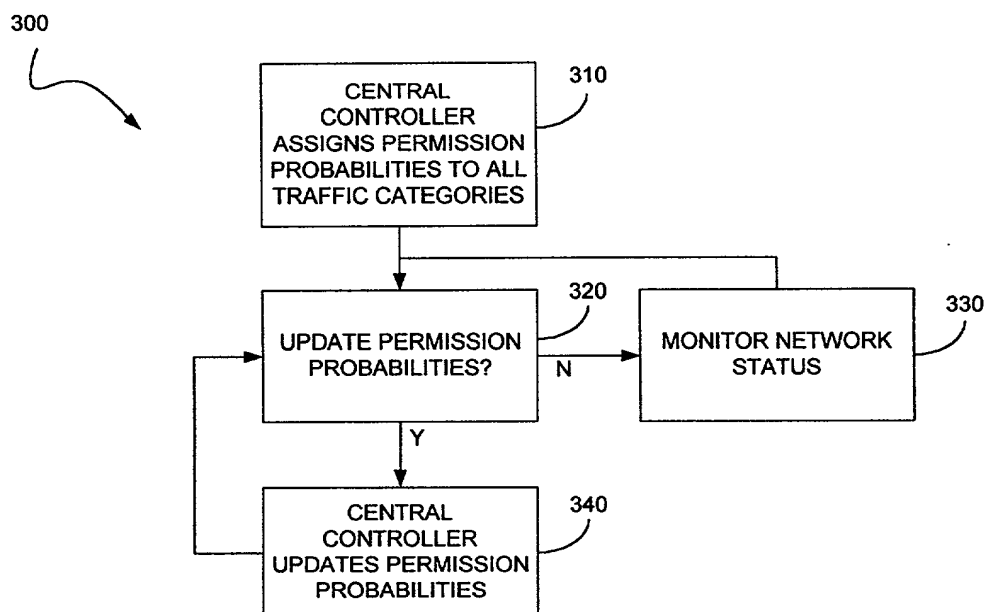 300
310
CENTRAL
CONTROLLER
ASSIGNS PERMISSION
PROBABILITIES TO ALL
TRAFFIC CATEGORIES
320
UPDATE PERMISSION
PROBABILITIES?
N
330
MONITOR NETWORK
STATUS
Y
340
CENTRAL
CONTROLLER
UPDATES PERMISSION
PROBABILITIES